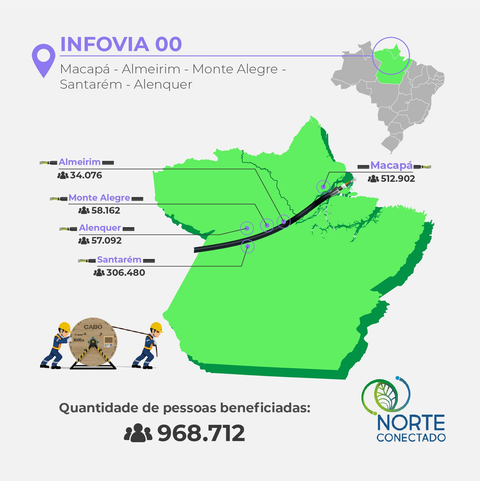 INFOVIA 00
Macapá - Almeirim - Monte Alegre -
Santarém - Alenquer
Almeirim
34.076
Macapá
512.902
Monte Alegre
58.162
Alenquer
57.092
Santarém
306.480
CABO
Quantidade de pessoas beneficiadas:
968.712
NORTE
CONECTADO